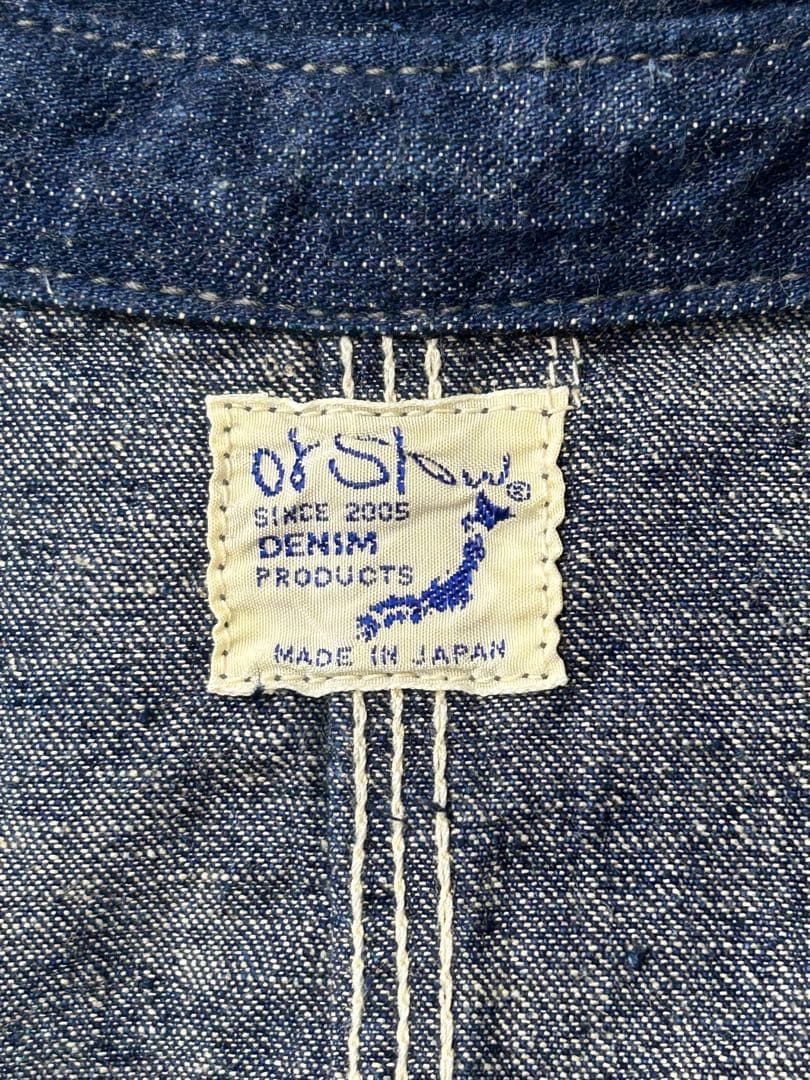 orSlow®
SINCE 2005
DENIM
PRODUCTS
MADE IN JAPAN